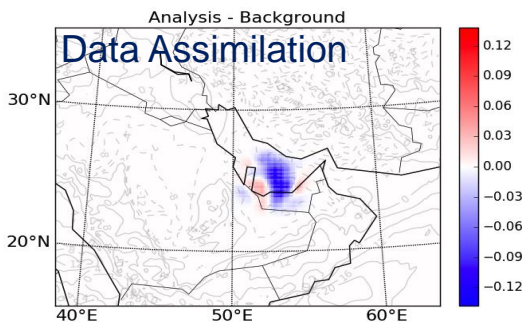 Analysis - Background
Data Assimilation
30°N
20°N
40°E
50°E
60°E
0.12
0.09
0.06
0.03
0.00
−0.03
−0.06
−0.09
−0.12